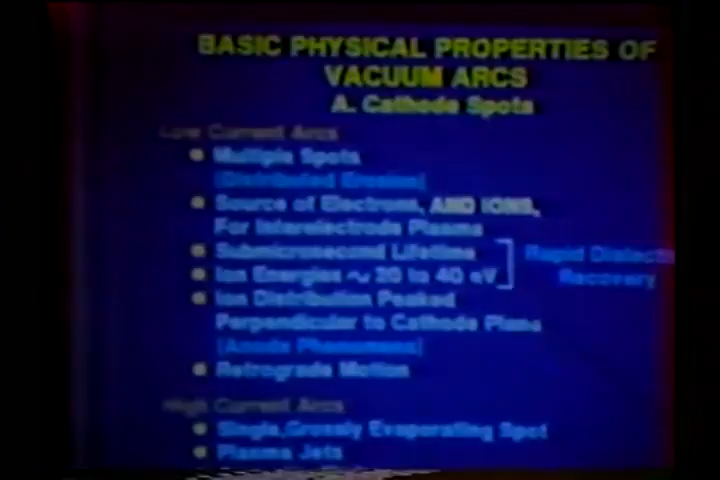 BASIC PHYSICAL PROPERTIES OF
VACUUM ARCS
A. Cathode Spots
Low Current Arcs
Multiple Spots
(Distributed Erosion)
Source of Electrons, AND IONS,
For Interelectrode Plasma
Submicrosecond Lifetime
Ion Energies ~ 20 to 40 eV
Rapid Dielectric
Recovery
Ion Distribution Peaked
Perpendicular to Cathode Plane
(Anode Phenomena)
Retrograde Motion
High Current Arcs
Single, Grossly Evaporating Spot
Plasma Jets